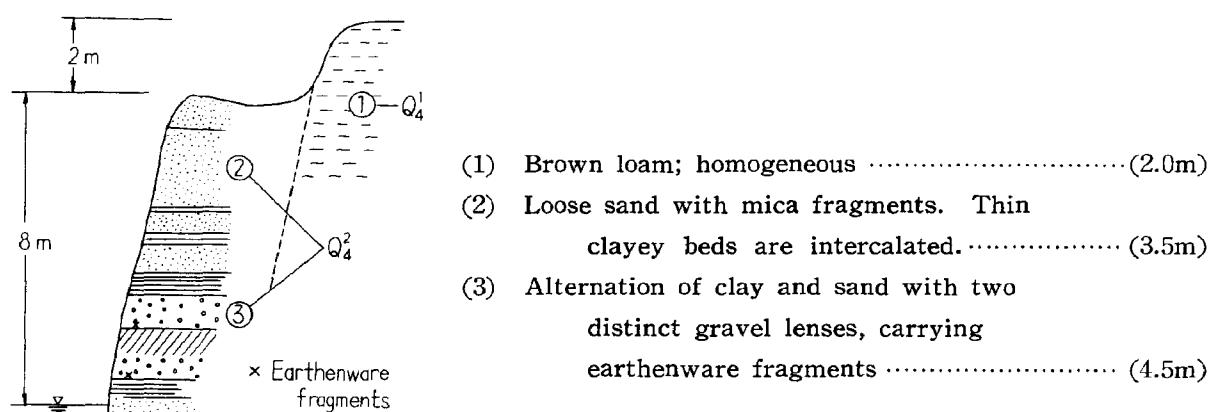 2 m
8 m
① Q₄¹
②
Q₄²
③
× Earthenware
fragments
(1) Brown loam; homogeneous ································ (2.0m)
(2) Loose sand with mica fragments. Thin
clayey beds are intercalated. ·················· (3.5m)
(3) Alternation of clay and sand with two
distinct gravel lenses, carrying
earthenware fragments ··························· (4.5m)